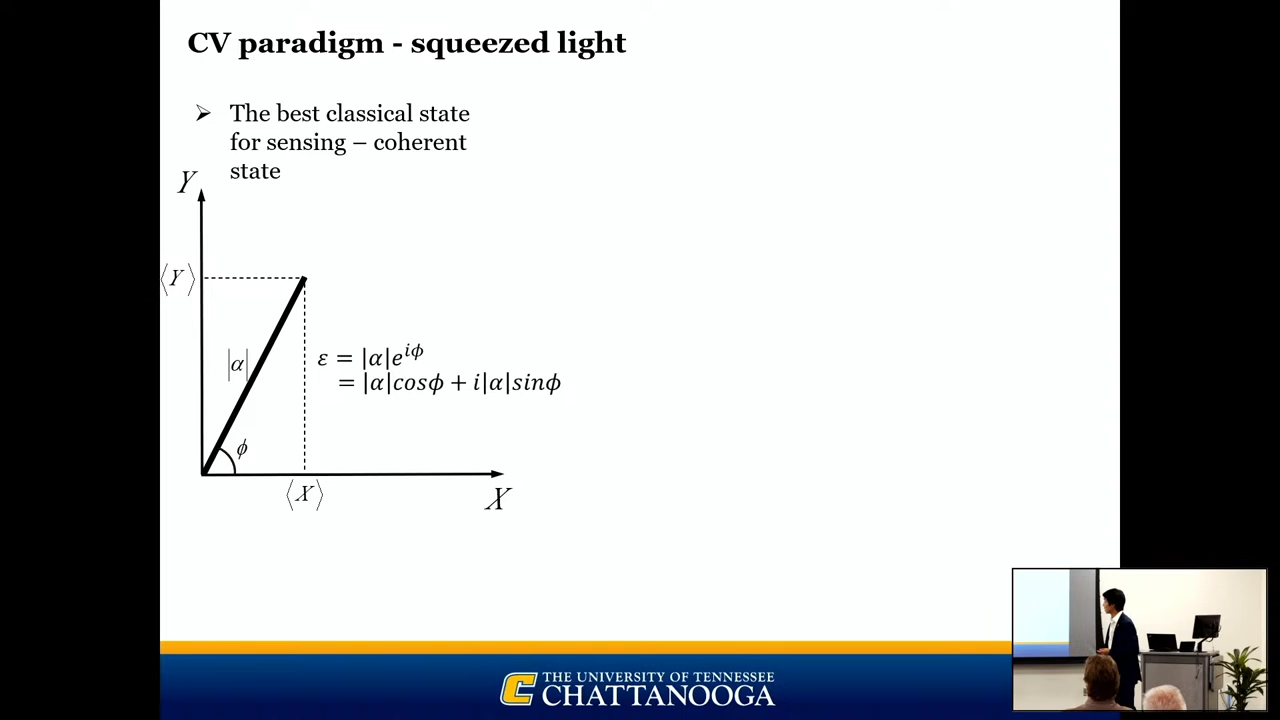 CV paradigm - squeezed light
➢ The best classical state
for sensing – coherent
state
Y
⟨Y⟩
|α|
ε = |α|e^{iϕ}
= |α|cosϕ + i|α|sinϕ
ϕ
⟨X⟩
X
THE UNIVERSITY OF TENNESSEE
CHATTANOOGA